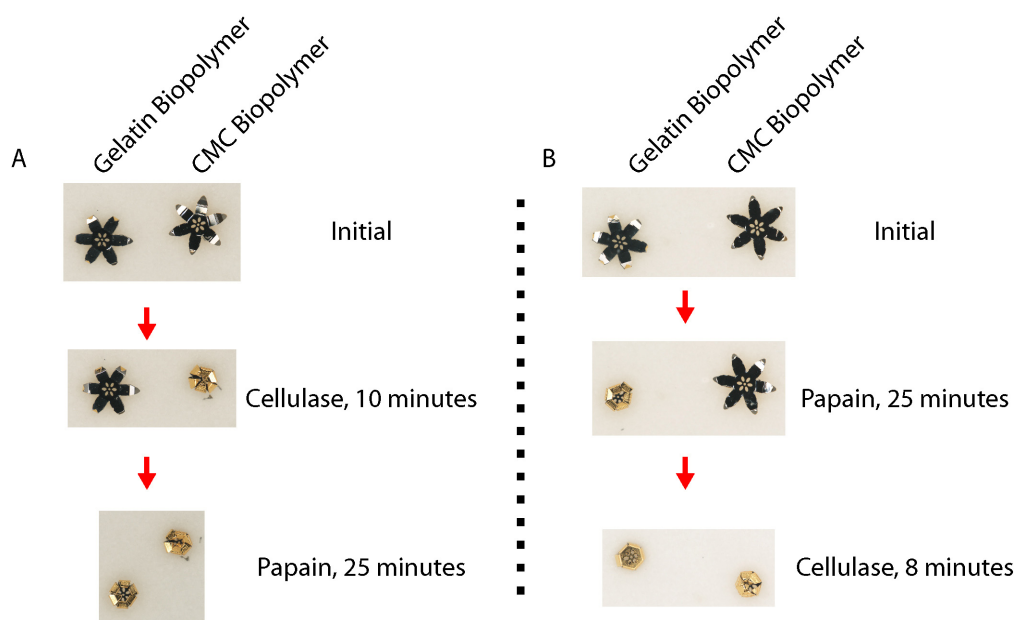 A
Gelatin Biopolymer
CMC Biopolymer
Initial
Cellulase, 10 minutes
Papain, 25 minutes
B
Gelatin Biopolymer
CMC Biopolymer
Initial
Papain, 25 minutes
Cellulase, 8 minutes